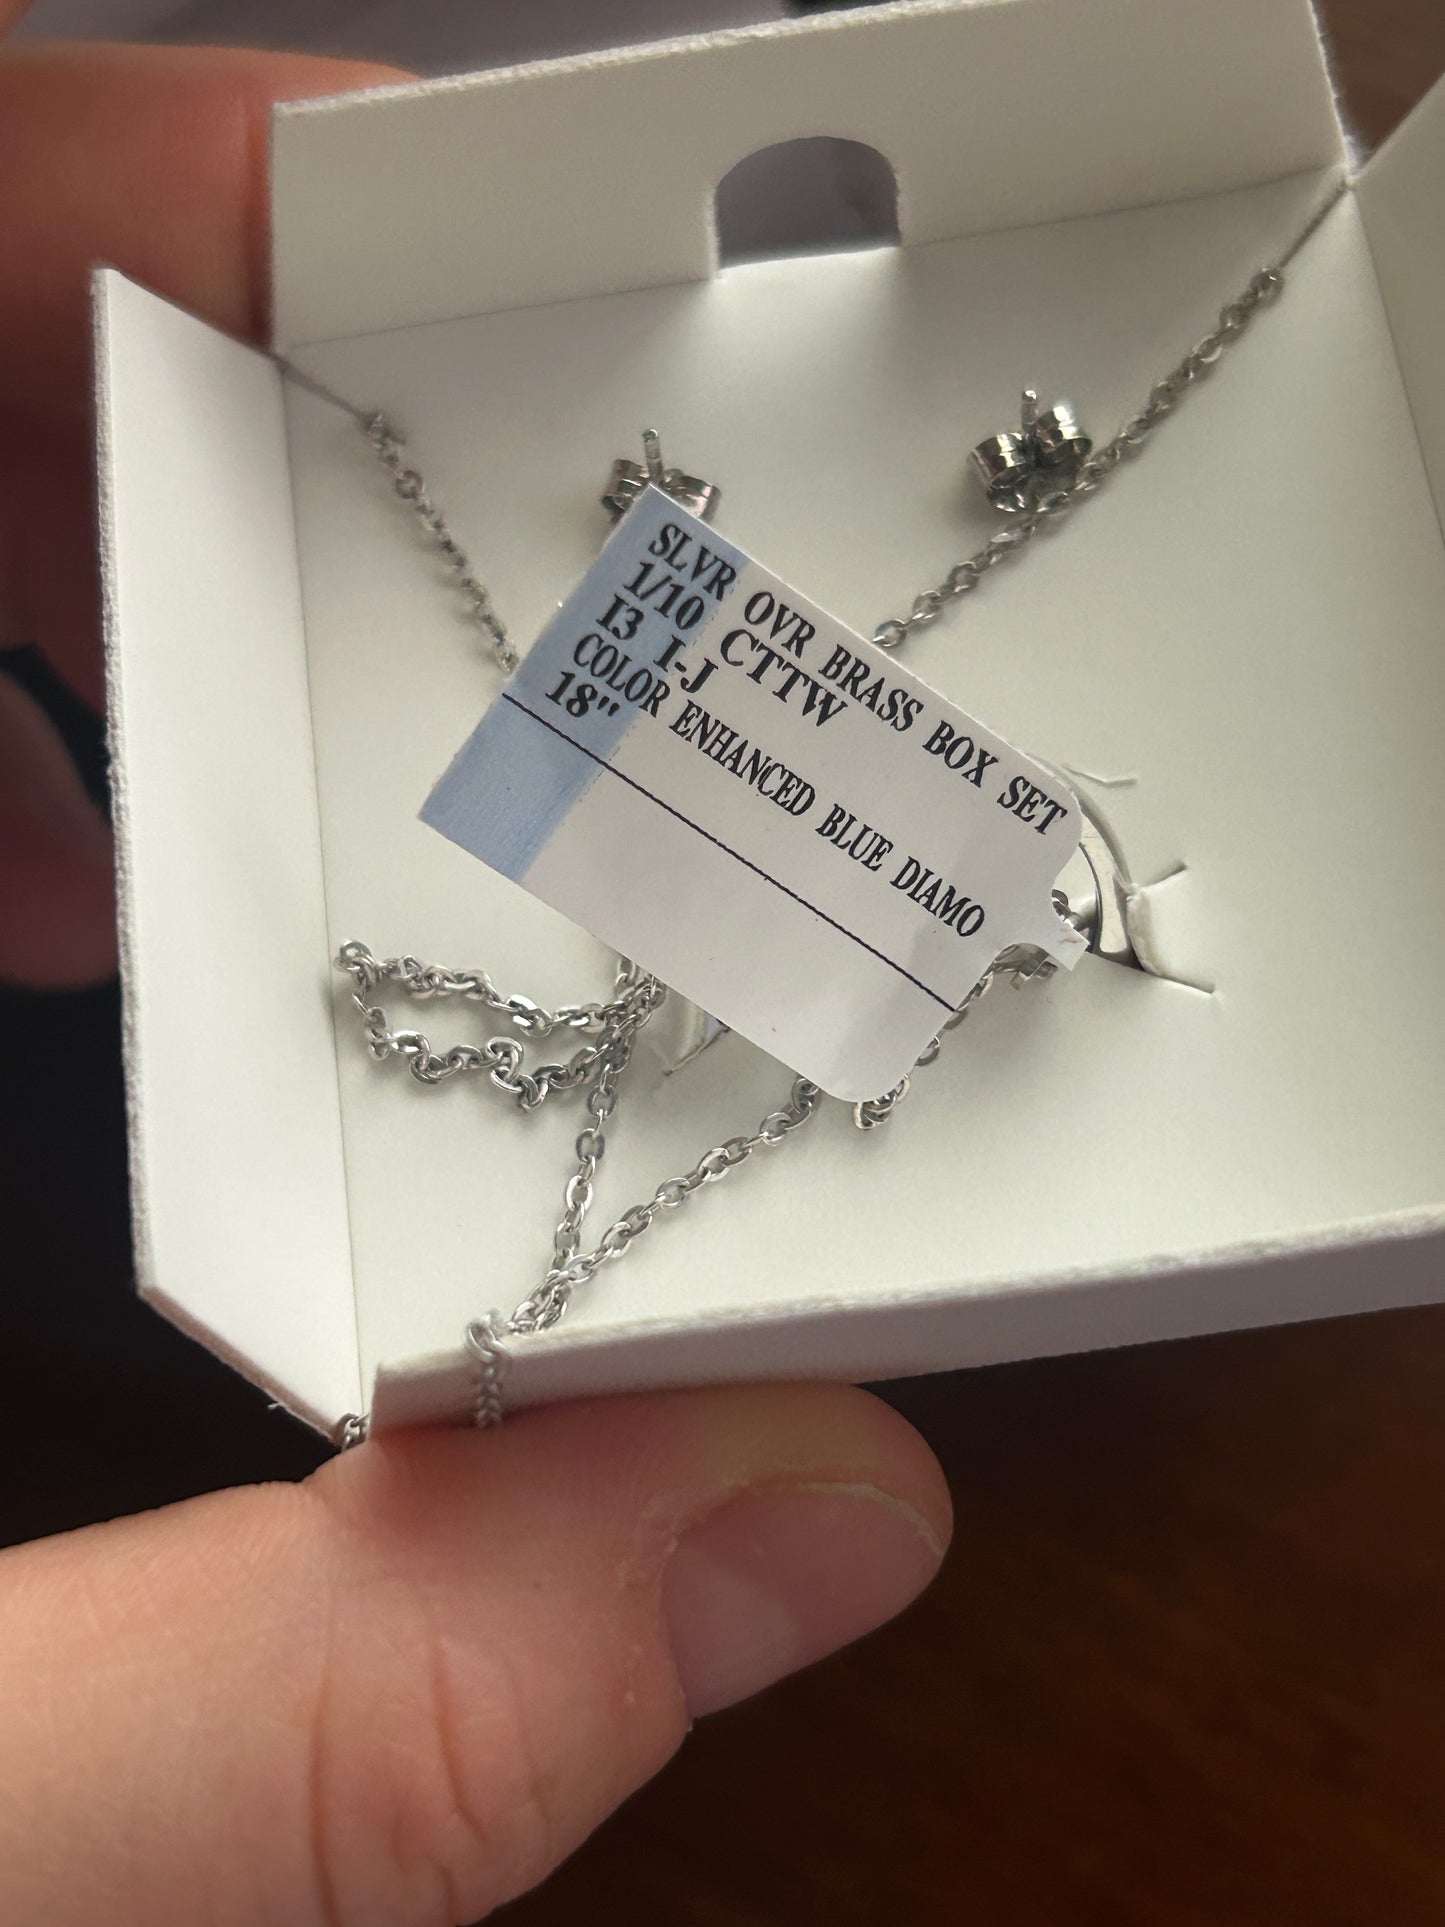 SLVR OVR BRASS BOX SET
1/10 CTTW
I3 I-J
COLOR ENHANCED BLUE DIAMO
18"